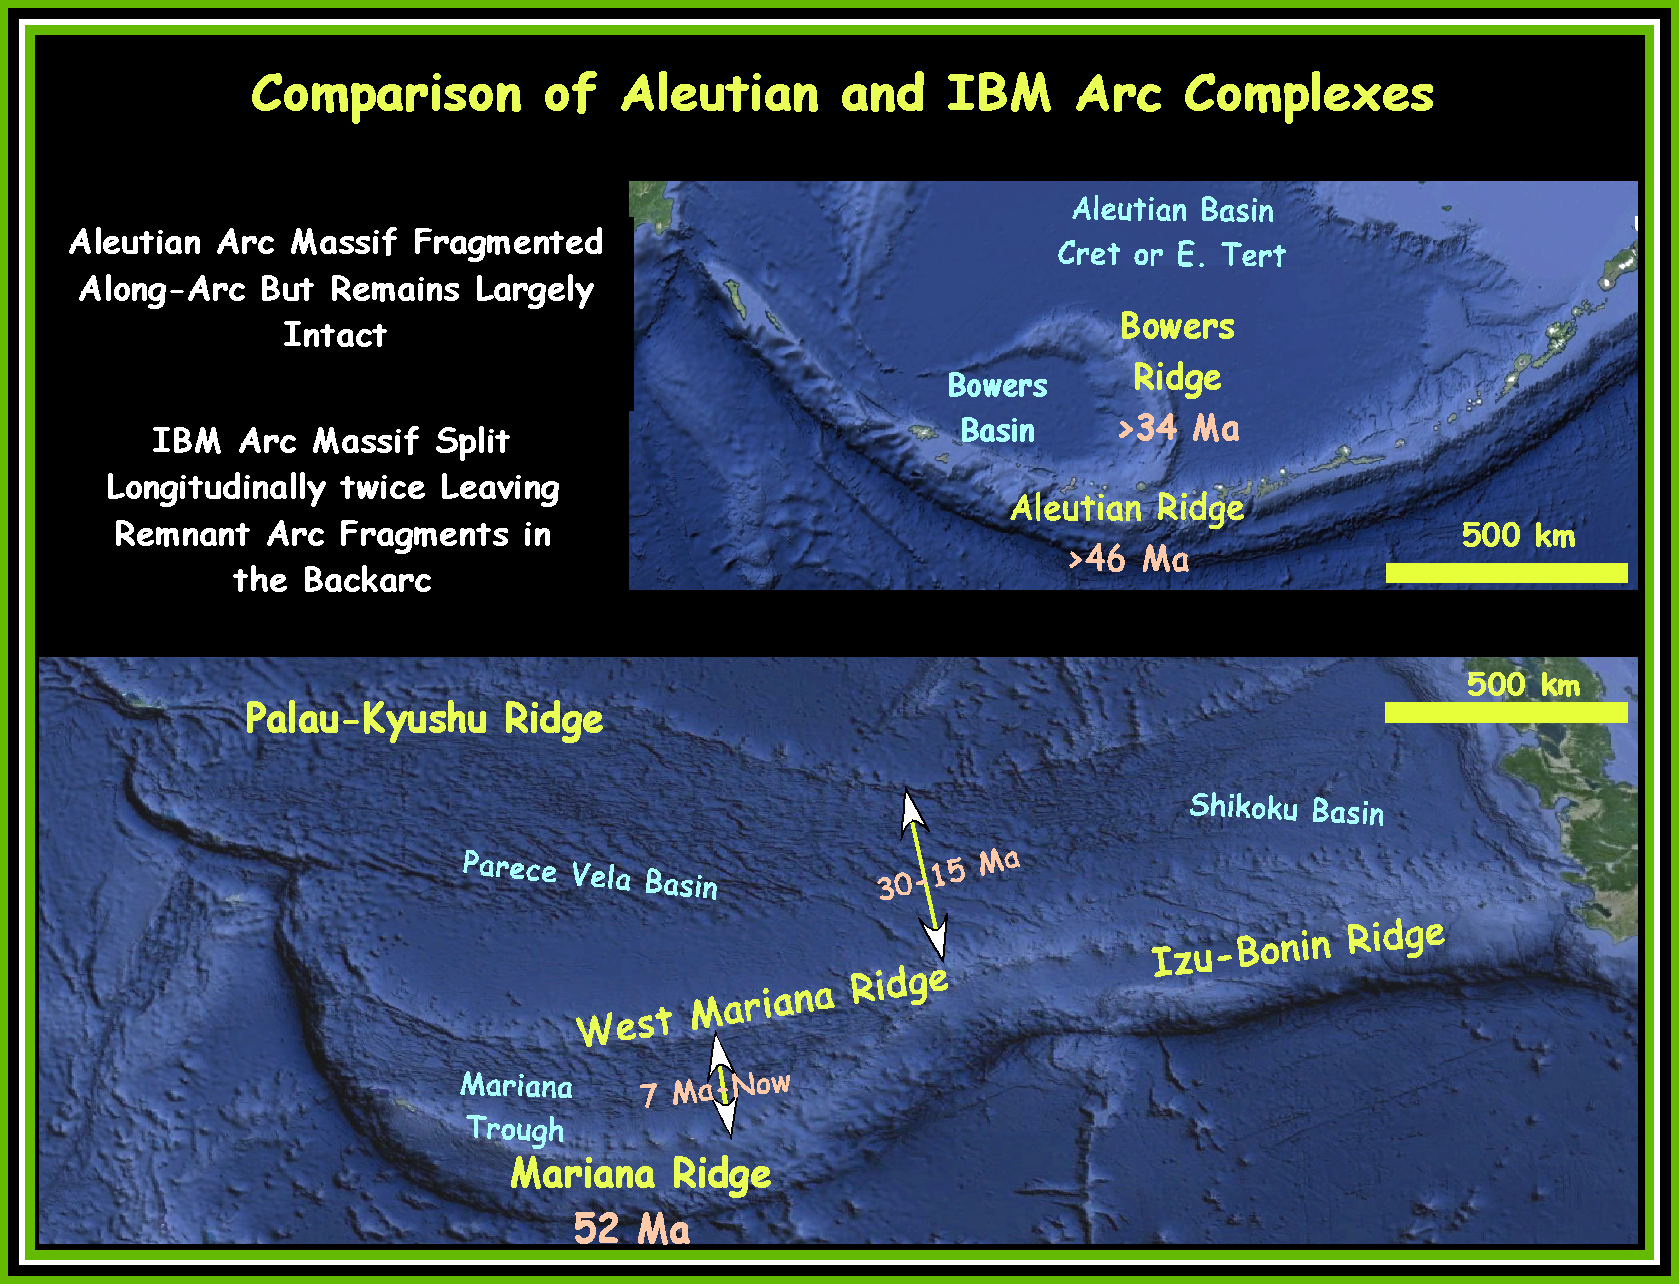 Comparison of Aleutian and IBM Arc Complexes
Aleutian Arc Massif Fragmented
Along-Arc But Remains Largely
Intact
IBM Arc Massif Split
Longitudinally twice Leaving
Remnant Arc Fragments in
the Backarc
Aleutian Basin
Cret or E. Tert
Bowers
Ridge
>34 Ma
Bowers
Basin
Aleutian Ridge
>46 Ma
500 km
500 km
Palau-Kyushu Ridge
Shikoku Basin
Parece Vela Basin
30-15 Ma
Izu-Bonin Ridge
West Mariana Ridge
Mariana
Trough
7 Ma-Now
Mariana Ridge
52 Ma